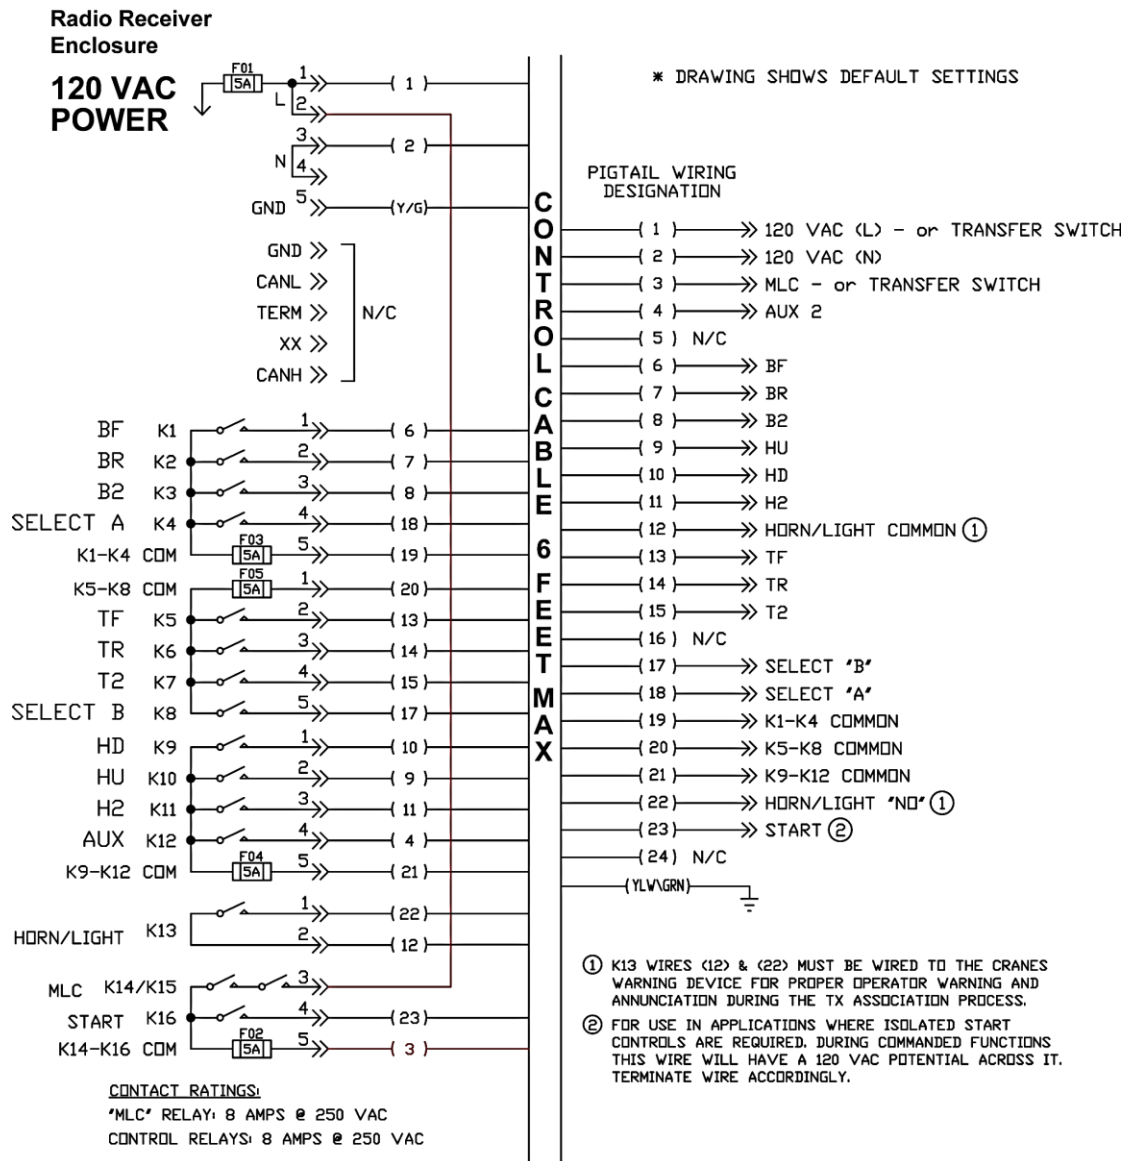 Radio Receiver
Enclosure
120 VAC
POWER
F01
5A
L
1
( 1 )
2
3
( 2 )
N
4
GND 5
(Y/G)
GND
CANL
TERM
XX
CANH
N/C
BF K1 1 ( 6 )
BR K2 2 ( 7 )
B2 K3 3 ( 8 )
SELECT A K4 4 (18)
K1-K4 COM F03 5A 5 (19)
K5-K8 COM F05 5A 1 (20)
TF K5 2 (13)
TR K6 3 (14)
T2 K7 4 (15)
SELECT B K8 5 (17)
HD K9 1 (10)
HU K10 2 ( 9 )
H2 K11 3 (11)
AUX K12 4 ( 4 )
K9-K12 COM F04 5A 5 (21)
HORN/LIGHT K13 1 (22)
2 (12)
MLC K14/K15 3
START K16 4 (23)
K14-K16 COM F02 5A 5 ( 3 )
CONTACT RATINGS:
"MLC" RELAY: 8 AMPS @ 250 VAC
CONTROL RELAYS: 8 AMPS @ 250 VAC
CONTROL CABLE 6 FEET MAX
* DRAWING SHOWS DEFAULT SETTINGS
PIGTAIL WIRING
DESIGNATION
( 1 ) 120 VAC (L) - or TRANSFER SWITCH
( 2 ) 120 VAC (N)
( 3 ) MLC - or TRANSFER SWITCH
( 4 ) AUX 2
( 5 ) N/C
( 6 ) BF
( 7 ) BR
( 8 ) B2
( 9 ) HU
(10 ) HD
(11 ) H2
(12 ) HORN/LIGHT COMMON ①
(13 ) TF
(14 ) TR
(15 ) T2
(16 ) N/C
(17 ) SELECT "B"
(18 ) SELECT "A"
(19 ) K1-K4 COMMON
(20 ) K5-K8 COMMON
(21 ) K9-K12 COMMON
(22) HORN/LIGHT "NO" ①
(23) START ②
(24) N/C
(YLW\GRN)
① K13 WIRES (12) & (22) MUST BE WIRED TO THE CRANES
WARNING DEVICE FOR PROPER OPERATOR WARNING AND
ANNUNCIATION DURING THE TX ASSOCIATION PROCESS.
② FOR USE IN APPLICATIONS WHERE ISOLATED START
CONTROLS ARE REQUIRED. DURING COMMANDED FUNCTIONS
THIS WIRE WILL HAVE A 120 VAC POTENTIAL ACROSS IT.
TERMINATE WIRE ACCORDINGLY.